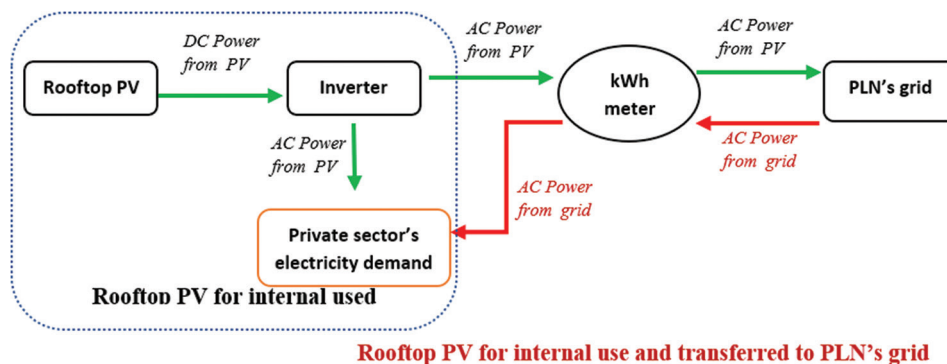 DC Power
from PV
AC Power
from PV
AC Power
from PV
Rooftop PV
Inverter
kWh
meter
PLN's grid
AC Power
from PV
AC Power
from grid
AC Power
from grid
Private sector's
electricity demand
Rooftop PV for internal used
Rooftop PV for internal use and transferred to PLN's grid